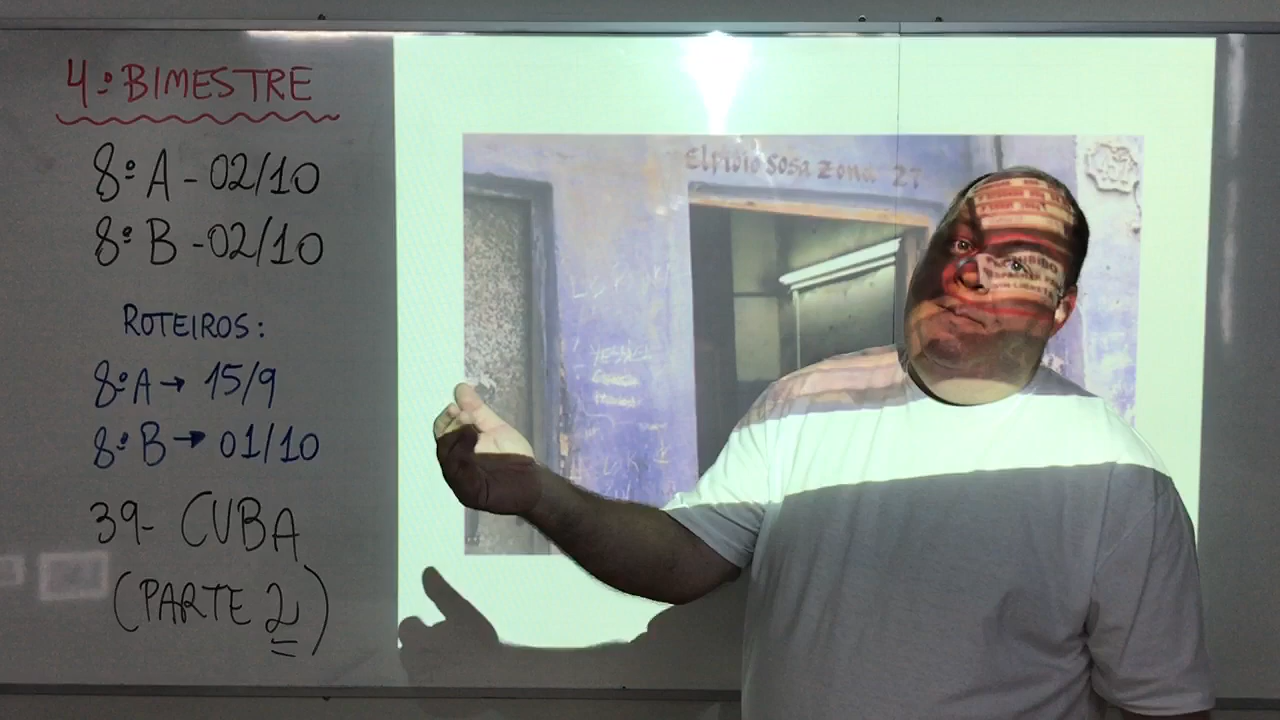 4º BIMESTRE
8º A - 02/10
8º B - 02/10
ROTEIROS:
8º A → 15/9
8º B → 01/10
39- CUBA
(PARTE 2)
Elpidio Sosa Zona 27
PROHIBIDO